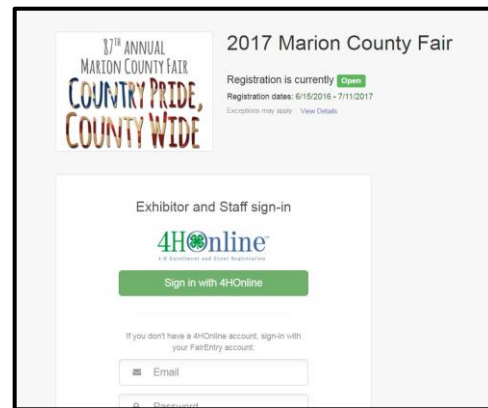 87TH ANNUAL
MARION COUNTY FAIR
COUNTRY PRIDE,
COUNTY WIDE
2017 Marion County Fair
Registration is currently Open
Registration dates: 6/15/2016 - 7/11/2017
Exceptions may apply View Details
Exhibitor and Staff sign-in
4HOnline
4-H Enrollment and Event Registration
Sign in with 4HOnline
If you don't have a 4HOnline account, sign-in with
your FairEntry account:
Email
Password